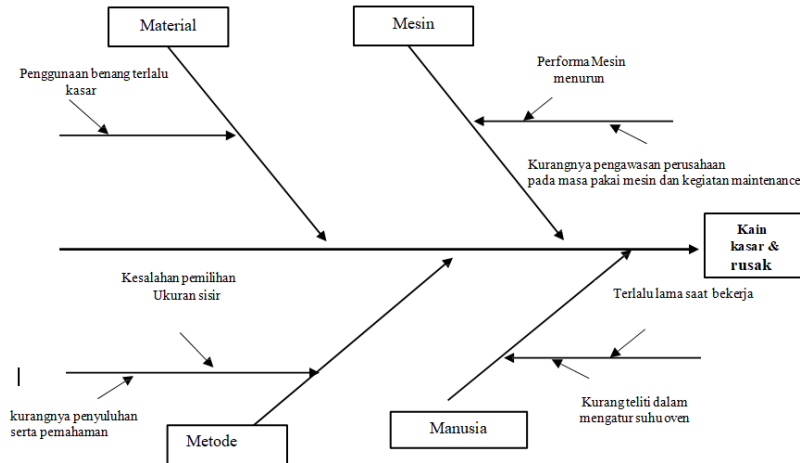 Material
Mesin
Penggunaan benang terlalu
kasar
Performa Mesin
menurun
Kurangnya pengawasan perusahaan
pada masa pakai mesin dan kegiatan maintenance
Kain
kasar &
rusak
Kesalahan pemilihan
Ukuran sisir
Terlalu lama saat bekerja
kurangnya penyuluhan
serta pemahaman
Kurang teliti dalam
mengatur suhu oven
Metode
Manusia